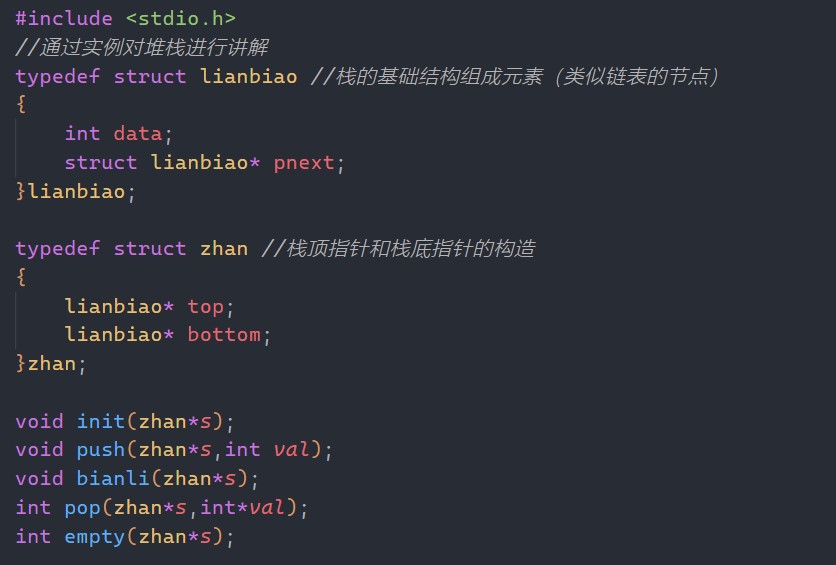 #include <stdio.h>
//通过实例对堆栈进行讲解
typedef struct lianbiao //栈的基础结构组成元素（类似链表的节点）
{
    int data;
    struct lianbiao* pnext;
}lianbiao;

typedef struct zhan //栈顶指针和栈底指针的构造
{
    lianbiao* top;
    lianbiao* bottom;
}zhan;

void init(zhan*s);
void push(zhan*s,int val);
void bianli(zhan*s);
int pop(zhan*s,int*val);
int empty(zhan*s);